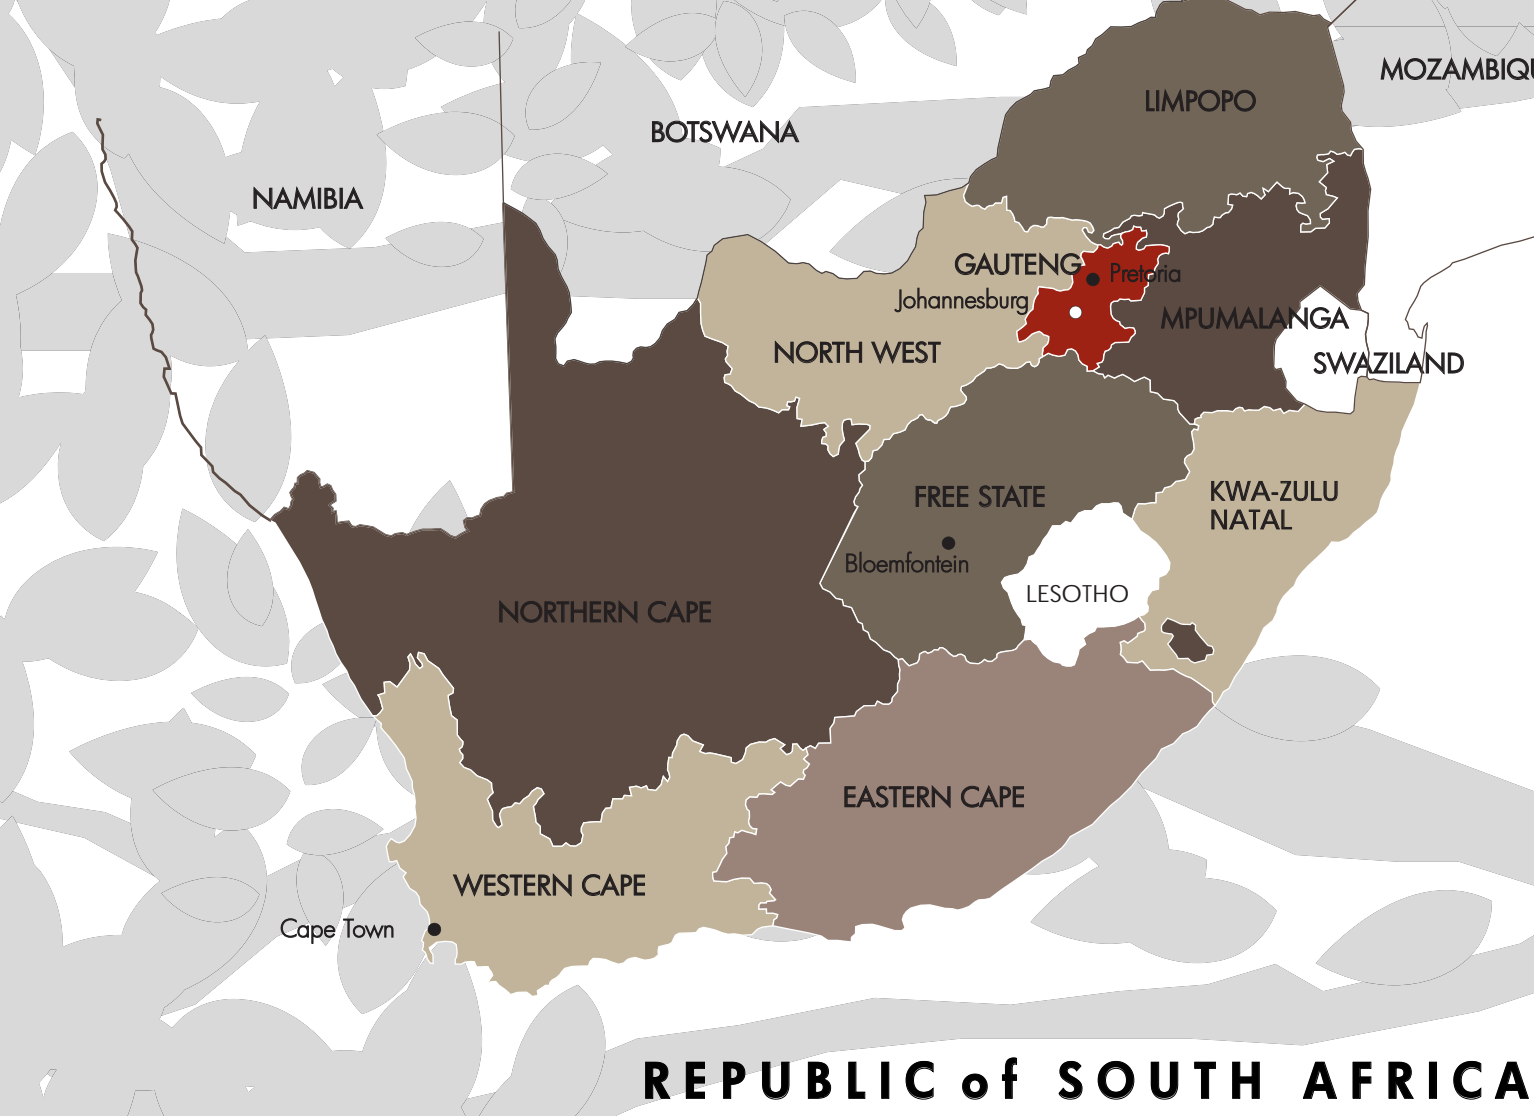 MOZAMBIQU
LIMPOPO
BOTSWANA
NAMIBIA
GAUTENG
Pretoria
Johannesburg
MPUMALANGA
NORTH WEST
SWAZILAND
FREE STATE
KWA-ZULU
NATAL
Bloemfontein
LESOTHO
NORTHERN CAPE
EASTERN CAPE
WESTERN CAPE
Cape Town
REPUBLIC of SOUTH AFRICA